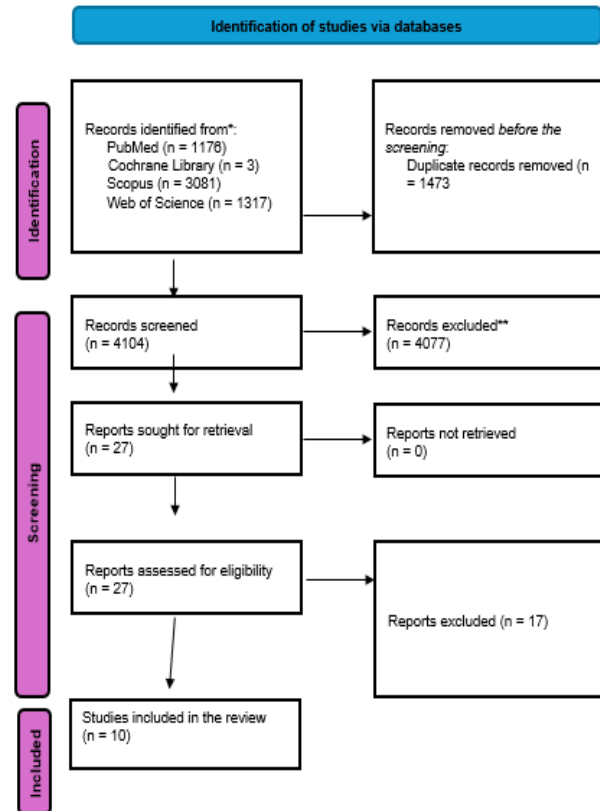 Identification of studies via databases
Identification
Records identified from*:
PubMed (n = 1176)
Cochrane Library (n = 3)
Scopus (n = 3081)
Web of Science (n = 1317)
Records removed before the
screening:
Duplicate records removed (n
= 1473
Screening
Records screened
(n = 4104)
Records excluded**
(n = 4077)
Reports sought for retrieval
(n = 27)
Reports not retrieved
(n = 0)
Reports assessed for eligibility
(n = 27)
Reports excluded (n = 17)
Included
Studies included in the review
(n = 10)